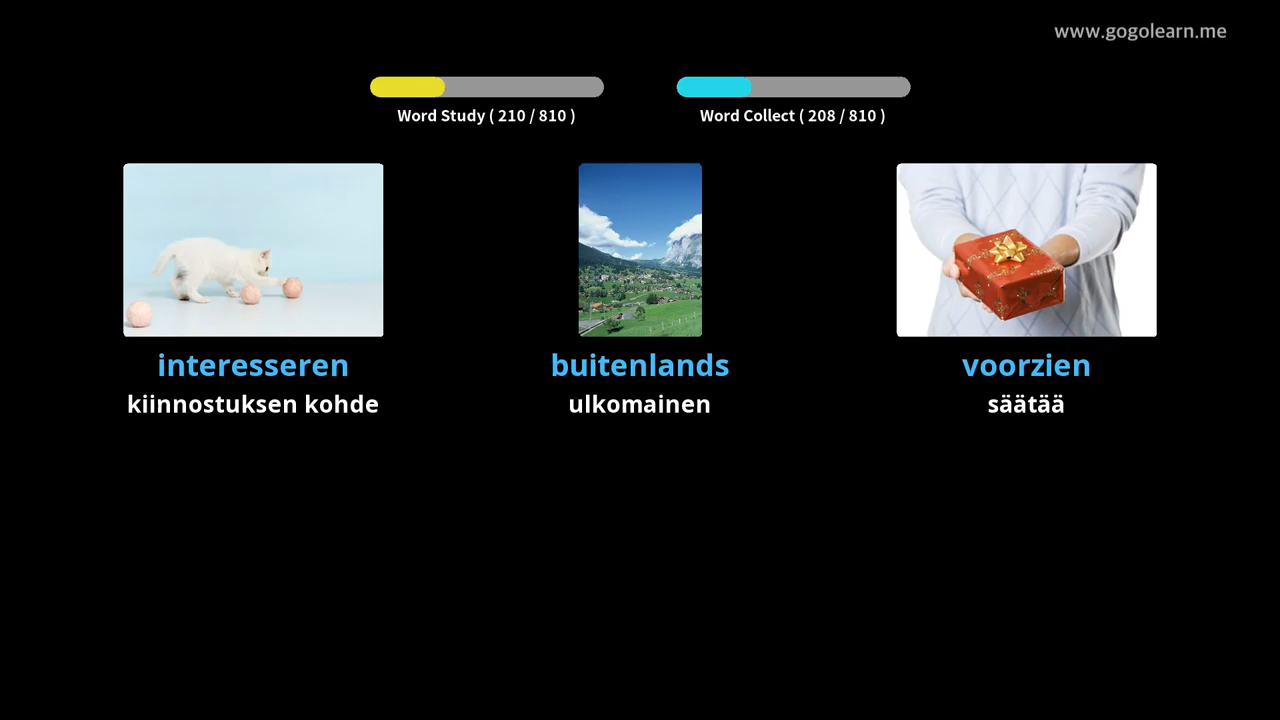 www.gogolearn.me
Word Study ( 210 / 810 )
Word Collect ( 208 / 810 )
interesseren
kiinnostuksen kohde
buitenlands
ulkomainen
voorzien
säätää